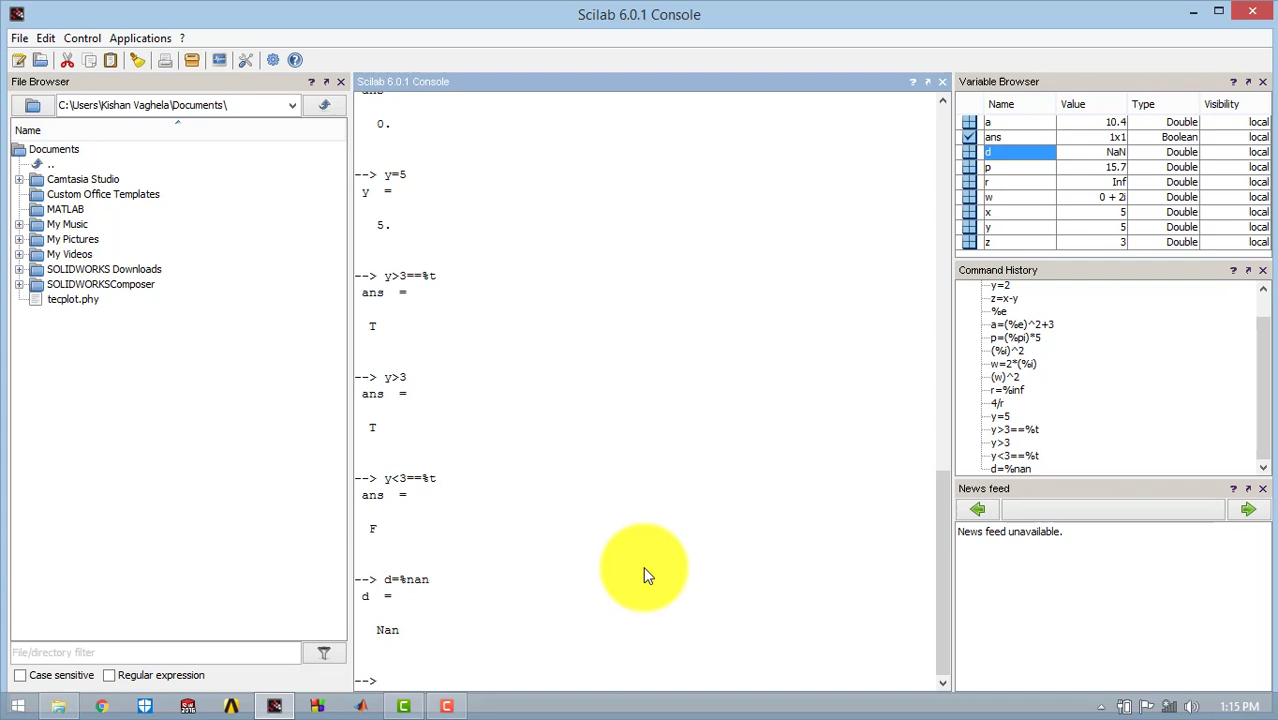 Scilab 6.0.1 Console
File Edit Control Applications ?
File Browser
C:\Users\Kishan Vaghela\Documents\
Name
Documents
..
Camtasia Studio
Custom Office Templates
MATLAB
My Music
My Pictures
My Videos
SOLIDWORKS Downloads
SOLIDWORKSComposer
tecplot.phy
File/directory filter
Case sensitive Regular expression
Scilab 6.0.1 Console
ans =
0.
--> y=5
y =
5.
--> y>3==%t
ans =
T
--> y>3
ans =
T
--> y<3==%t
ans =
F
--> d=%nan
d =
Nan
-->
Variable Browser
Name Value Type Visibility
a 10.4 Double local
ans 1x1 Boolean local
d NaN Double local
p 15.7 Double local
r Inf Double local
w 0 + 2i Double local
x 5 Double local
y 5 Double local
z 3 Double local
Command History
y=2
z=x-y
%e
a=(%e)^2+3
p=(%pi)*5
(%i)^2
w=2*(%i)
(w)^2
r=%inf
4/r
y=5
y>3==%t
y>3
y<3==%t
d=%nan
News feed
News feed unavailable.
1:15 PM